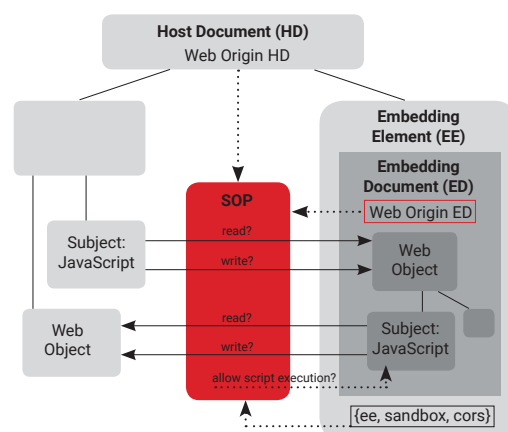 Host Document (HD)
Web Origin HD
Embedding
Element (EE)
Embedding
Document (ED)
SOP
Web Origin ED
Subject:
JavaScript
read?
write?
Web
Object
Web
Object
read?
write?
Subject:
JavaScript
allow script execution?
{ee, sandbox, cors}